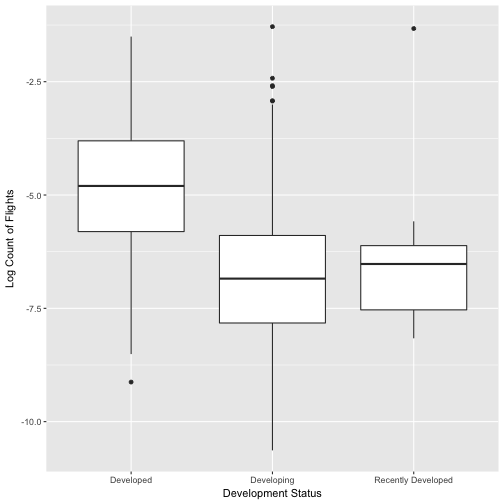 -2.5
-5.0
-7.5
-10.0
Log Count of Flights
Developed
Developing
Recently Developed
Development Status